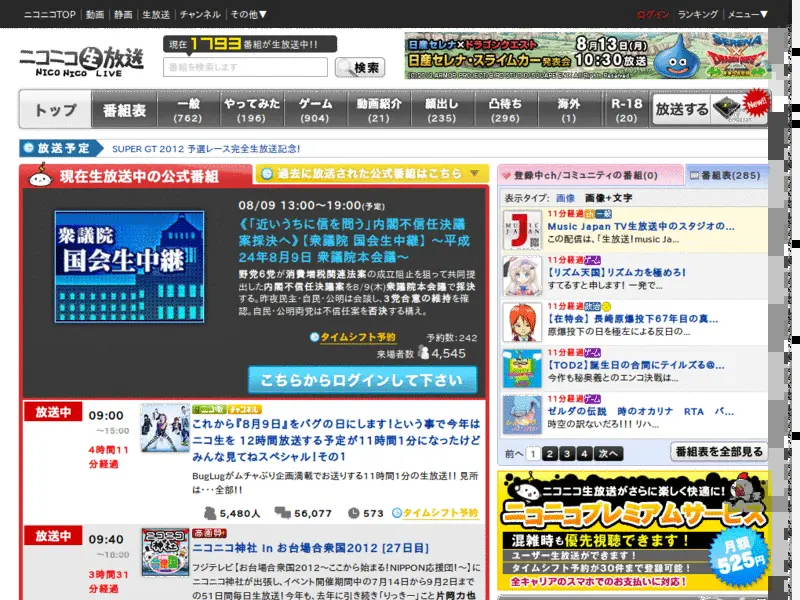 ニコニコTOP
動画
静画
生放送
チャンネル
その他▼
ログイン
ランキング
メニュー▼
ニコニコ生放送
NICO NICO LIVE
現在1793番組が生放送中!!
番組を検索します
検索
日産セレナ×ドラゴンクエスト
8月13日(月)
日産セレナ・スライムカー発表会
10:30放送
トップ
番組表
一般
(762)
やってみた
(196)
ゲーム
(904)
動画紹介
(21)
顔出し
(235)
凸待ち
(296)
海外
(1)
R-18
(20)
放送する
New!!
放送予定
SUPER GT 2012 予選レース完全生放送記念!
現在生放送中の公式番組
過去に放送された公式番組はこちら
衆議院
国会生中継
08/09 13:00〜19:00(予定)
《「近いうちに信を問う」内閣不信任決議
案採決へ》【衆議院 国会生中継】 〜平成
24年8月9日 衆議院本会議〜
野党6党が消費増税関連法案の成立阻止を狙って共同提
出した内閣不信任決議案を8/9(木)衆議院本会議で採決
する。昨夜民主・自民・公明は会談し、3党合意の維持を確
認。自民・公明両党は不信任案を否決する構え。
タイムシフト予約
予約数:242
来場者数
4,545
こちらからログインして下さい
放送中
09:00
〜15:00
4時間11
分経過
チャンネル
これから『8月9日』をバグの日にします!という事で今年は
ニコ生を 12時間放送する予定が11時間1分になったけど
みんな見てねスペシャル!その1
BugLugがムチャぶり企画満載でお送りする11時間1分の生放送!! 見所
は・・・全部!!
5,480人
56,077
573
タイムシフト予約
放送中
09:40
〜18:00
3時間31
分経過
ニコニコ神社
ニコニコ神社 in お台場合衆国2012 [27日目]
フジテレビ【お台場合衆国2012〜ここから始まる!NIPPON応援団!〜】に
ニコニコ神社が出張し、イベント開催期間中の7月14日から9月2日まで
の51日間毎日生放送!今年も、去年に引き続き「りっきー」こと片岡力也
登録中ch/コミュニティの番組(0)
番組表(285)
表示タイプ:
画像
画像+文字
11分経過
一般
Music Japan TV生放送中のスタジオの...
この配信は、「生放送!music Ja...
11分経過
ゲーム
【リズム天国】リズム力を極めろ!
すてるすと申します! 一発で...
11分経過
政治
【在特会】 長崎原爆投下67年目の真...
原爆投下の日を極左による反日の...
11分経過
ゲーム
【TOD2】誕生日の合間にテイルズる@...
今作も秘奥義とのエンコ決戦は...
11分経過
ゲーム
ゼルダの伝説 時のオカリナ RTA バ...
時空の訳ないだろ!!! リハ...
前へ
1
2
3
4
次へ
番組表を全部見る
ニコニコ生放送がさらに楽しく快適に!
ニコニコプレミアムサービス
混雑時も優先視聴できます!
ユーザー生放送ができます!
タイムシフト予約が30件まで登録可能!
全キャリアのスマホでのお支払いに対応!
月額
525円